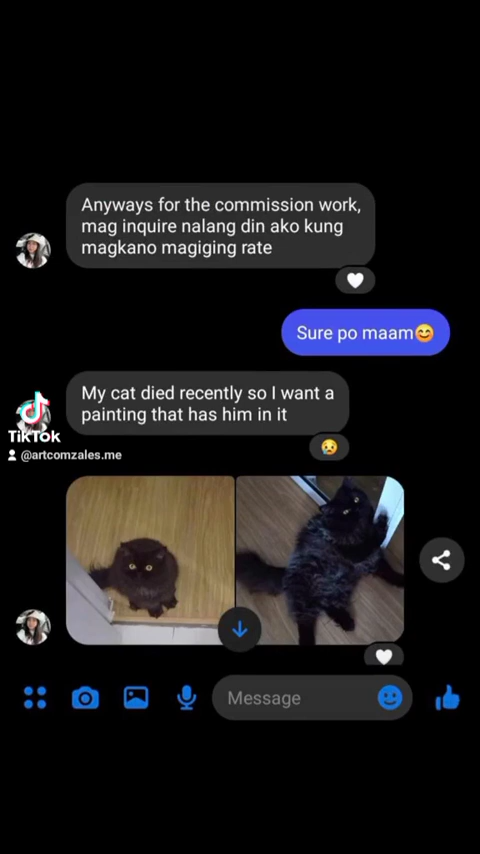 Anyways for the commission work,
mag inquire nalang din ako kung
magkano magiging rate
Sure po maam😊
My cat died recently so I want a
painting that has him in it
TikTok
@artcomzales.me
Message